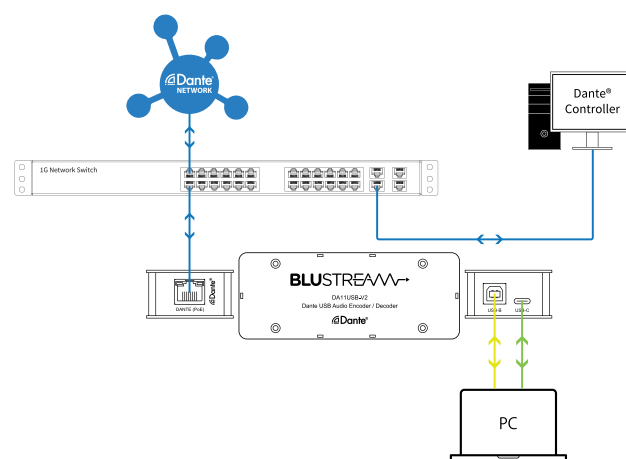 Dante®
NETWORK
Dante®
Controller
1G Network Switch
BLUSTREAM
DA11USB-V2
Dante USB Audio Encoder / Decoder
Dante®
DANTE (PoE)
Dante®
USB-B
USB-C
PC